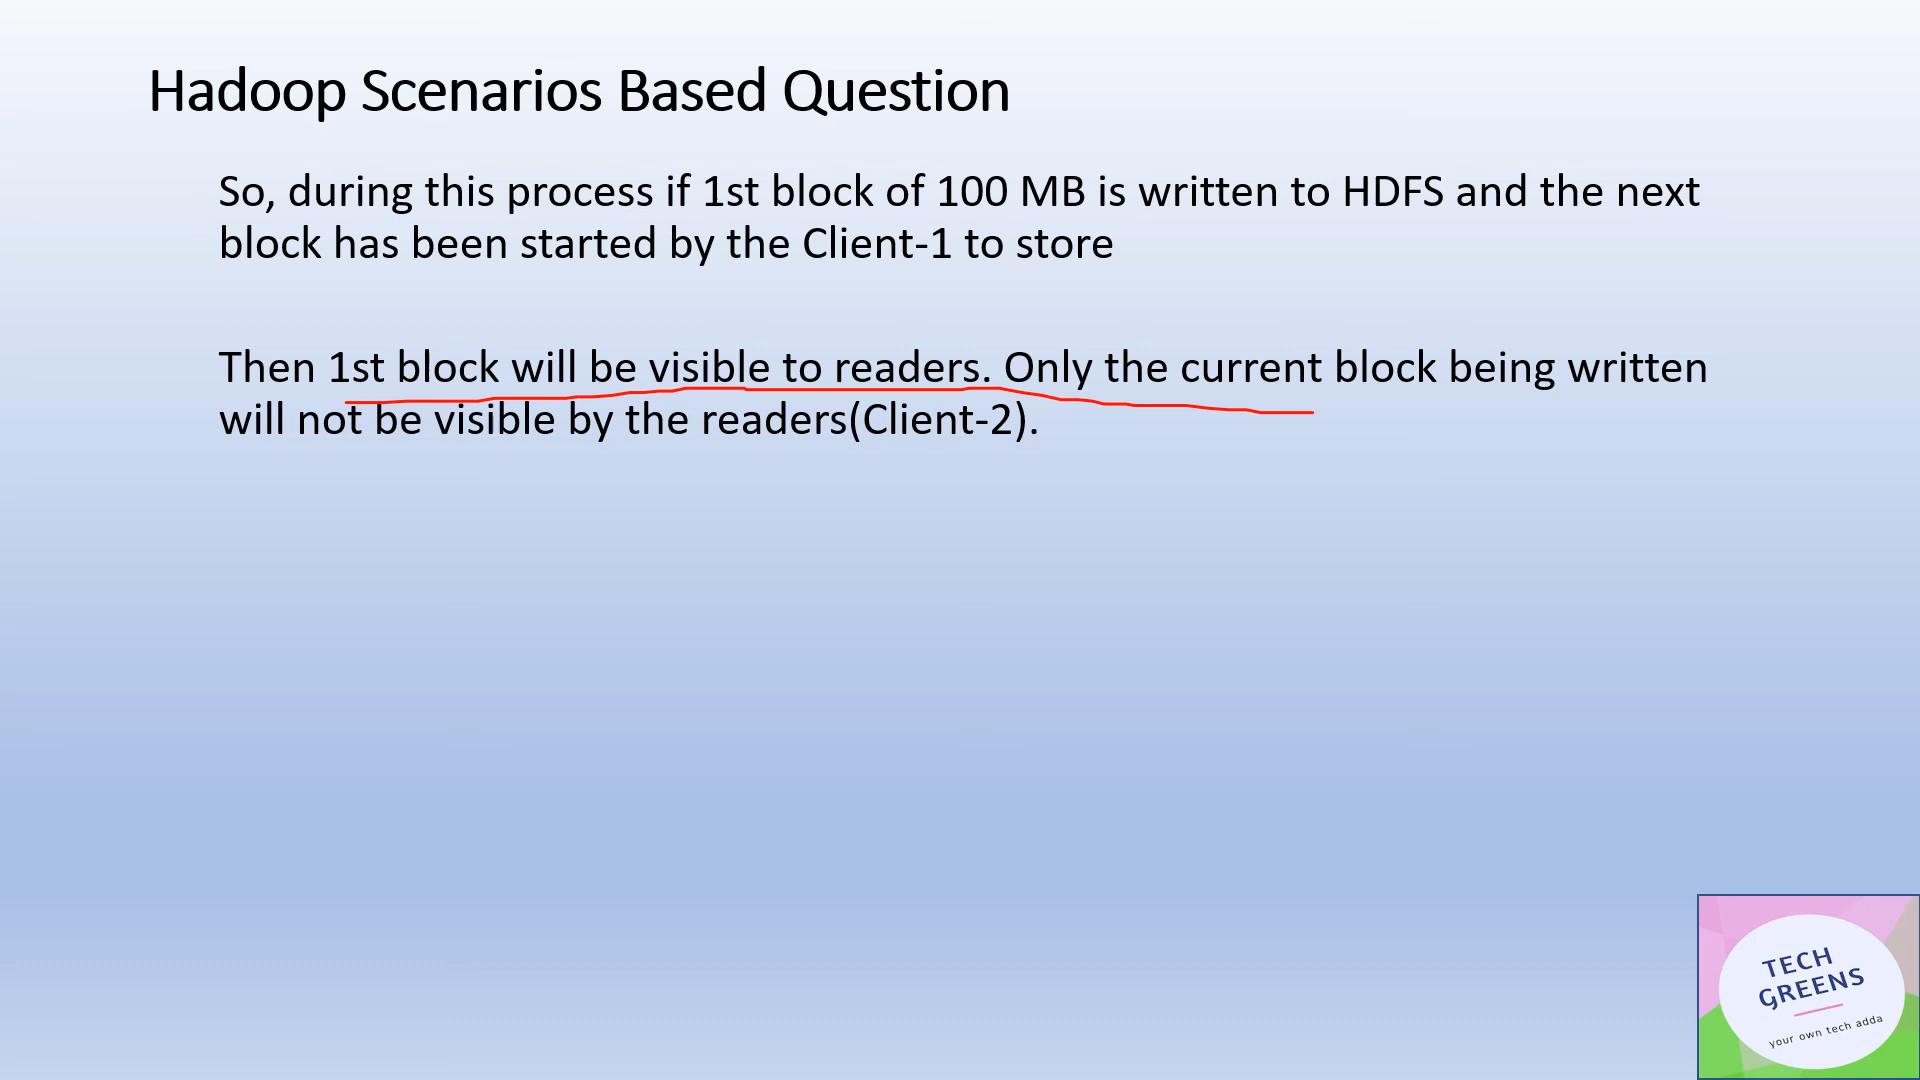 Hadoop Scenarios Based Question
So, during this process if 1st block of 100 MB is written to HDFS and the next
block has been started by the Client-1 to store
Then 1st block will be visible to readers. Only the current block being written
will not be visible by the readers(Client-2).
TECH
GREENS
your own tech adda